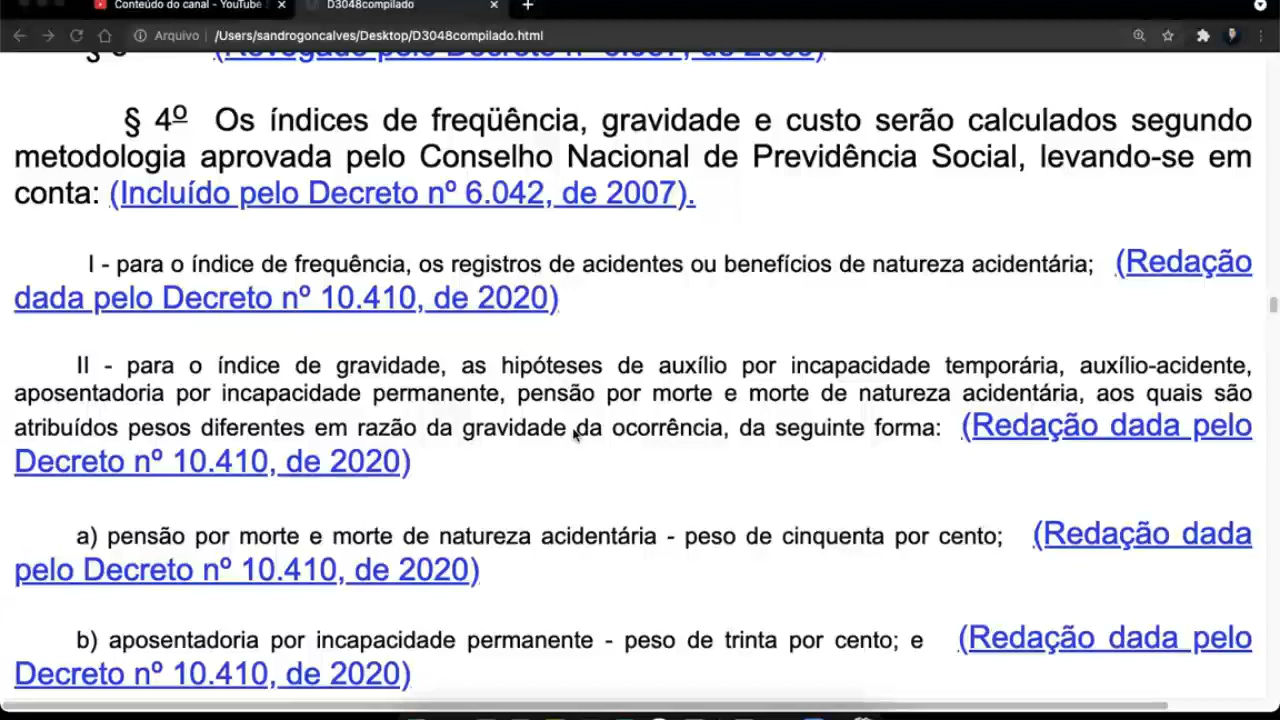 Conteúdo do canal - YouTube
D3048compilado
Arquivo /Users/sandrogoncalves/Desktop/D3048compilado.html
(Revogado pelo Decreto nº
§ 4º Os índices de freqüência, gravidade e custo serão calculados segundo
metodologia aprovada pelo Conselho Nacional de Previdência Social, levando-se em
conta: (Incluído pelo Decreto nº 6.042, de 2007).
I - para o índice de frequência, os registros de acidentes ou benefícios de natureza acidentária; (Redação
dada pelo Decreto nº 10.410, de 2020)
II - para o índice de gravidade, as hipóteses de auxílio por incapacidade temporária, auxílio-acidente,
aposentadoria por incapacidade permanente, pensão por morte e morte de natureza acidentária, aos quais são
atribuídos pesos diferentes em razão da gravidade da ocorrência, da seguinte forma: (Redação dada pelo
Decreto nº 10.410, de 2020)
a) pensão por morte e morte de natureza acidentária - peso de cinquenta por cento; (Redação dada
pelo Decreto nº 10.410, de 2020)
b) aposentadoria por incapacidade permanente - peso de trinta por cento; e (Redação dada pelo
Decreto nº 10.410, de 2020)